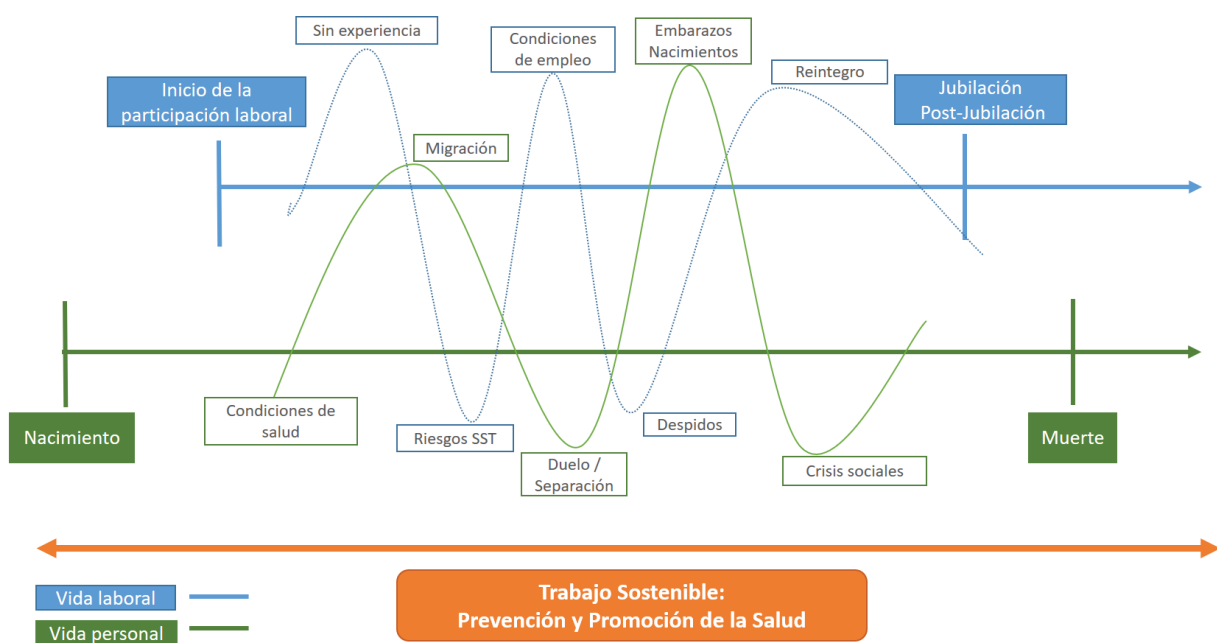 Sin experiencia
Condiciones
de empleo
Embarazos
Nacimientos
Reintegro
Inicio de la
participación laboral
Jubilación
Post-Jubilación
Migración
Condiciones de
salud
Nacimiento
Riesgos SST
Duelo /
Separación
Despidos
Crisis sociales
Muerte
Vida laboral
Vida personal
Trabajo Sostenible:
Prevención y Promoción de la Salud